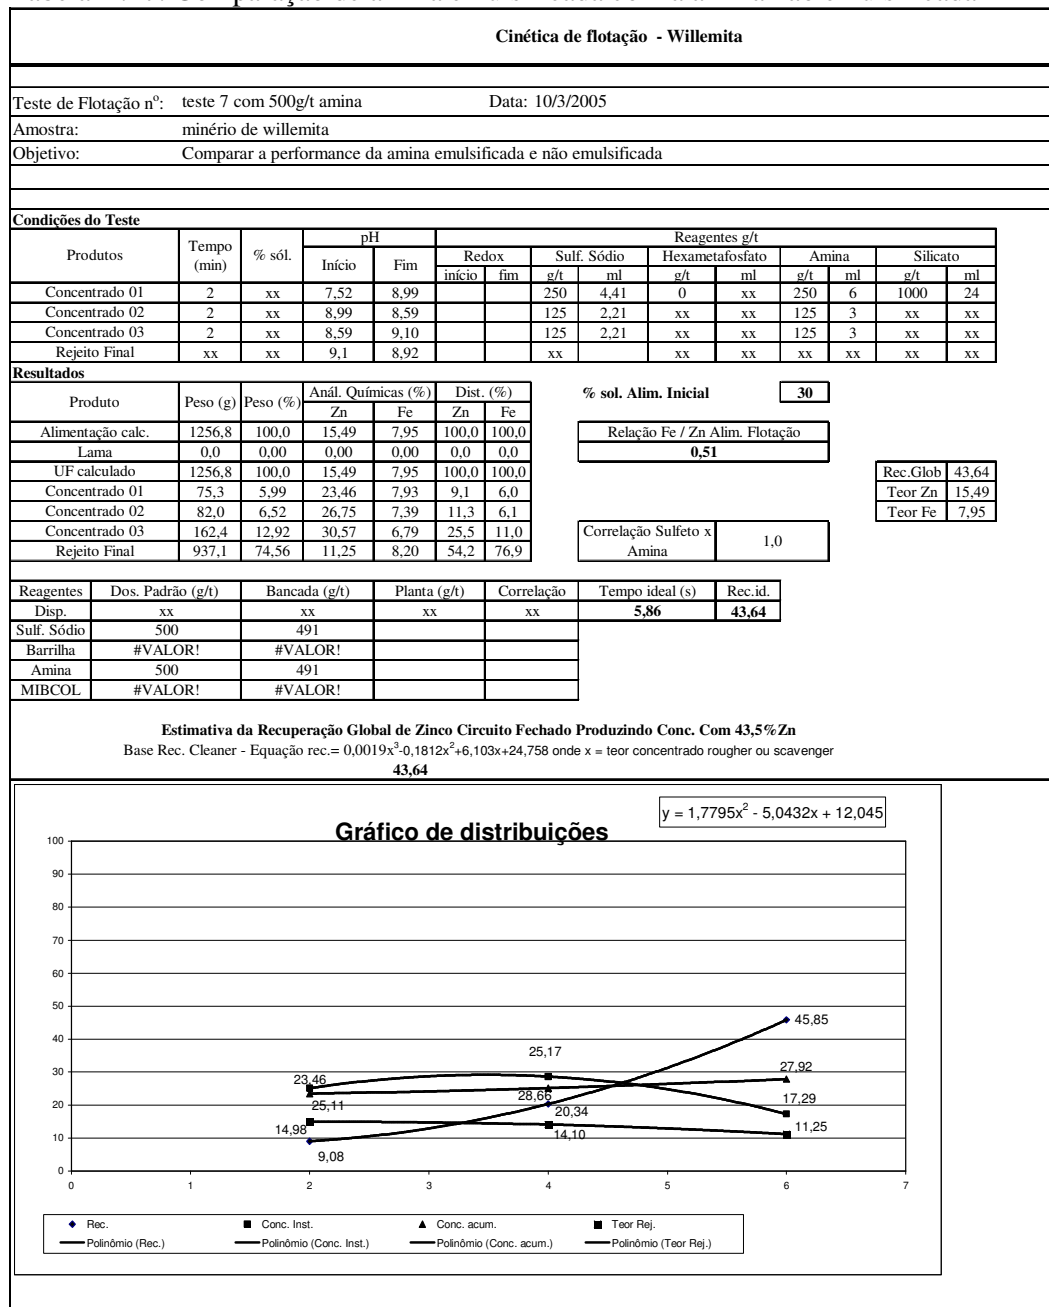 Cinética de flotação - Willemita
Teste de Flotação nº: teste 7 com 500g/t amina Data: 10/3/2005
Amostra: minério de willemita
Objetivo: Comparar a performance da amina emulsificada e não emulsificada
Condições do Teste
Produtos Tempo (min) % sól. pH Reagentes g/t
Início Fim Redox Sulf. Sódio Hexametafosfato Amina Silicato
início fim g/t ml g/t ml g/t ml g/t ml
Concentrado 01 2 xx 7,52 8,99 250 4,41 0 xx 250 6 1000 24
Concentrado 02 2 xx 8,99 8,59 125 2,21 xx xx 125 3 xx xx
Concentrado 03 2 xx 8,59 9,10 125 2,21 xx xx 125 3 xx xx
Rejeito Final xx xx 9,1 8,92 xx xx xx xx xx xx xx
Resultados
Produto Peso (g) Peso (%) Anál. Químicas (%) Dist. (%) % sol. Alim. Inicial 30
Zn Fe Zn Fe
Alimentação calc. 1256,8 100,0 15,49 7,95 100,0 100,0 Relação Fe / Zn Alim. Flotação
Lama 0,0 0,00 0,00 0,00 0,0 0,0 0,51
UF calculado 1256,8 100,0 15,49 7,95 100,0 100,0 Rec.Glob 43,64
Concentrado 01 75,3 5,99 23,46 7,93 9,1 6,0 Teor Zn 15,49
Concentrado 02 82,0 6,52 26,75 7,39 11,3 6,1 Teor Fe 7,95
Concentrado 03 162,4 12,92 30,57 6,79 25,5 11,0 Correlação Sulfeto x
Rejeito Final 937,1 74,56 11,25 8,20 54,2 76,9 Amina 1,0
Reagentes Dos. Padrão (g/t) Bancada (g/t) Planta (g/t) Correlação Tempo ideal (s) Rec.id.
Disp. xx xx xx xx 5,86 43,64
Sulf. Sódio 500 491
Barrilha #VALOR! #VALOR!
Amina 500 491
MIBCOL #VALOR! #VALOR!
Estimativa da Recuperação Global de Zinco Circuito Fechado Produzindo Conc. Com 43,5%Zn
Base Rec. Cleaner - Equação rec.= 0,0019x³-0,1812x²+6,103x+24,758 onde x = teor concentrado rougher ou scavenger
43,64
y = 1,7795x² - 5,0432x + 12,045
Gráfico de distribuições
100
90
80
70
60
50
40
30
20
10
0
45,85
25,17
27,92
23,46
28,66
25,11
20,34
17,29
14,98
14,10
11,25
9,08
0 1 2 3 4 5 6 7
Rec. Conc. Inst. Conc. acum. Teor Rej.
Polinômio (Rec.) Polinômio (Conc. Inst.) Polinômio (Conc. acum.) Polinômio (Teor Rej.)